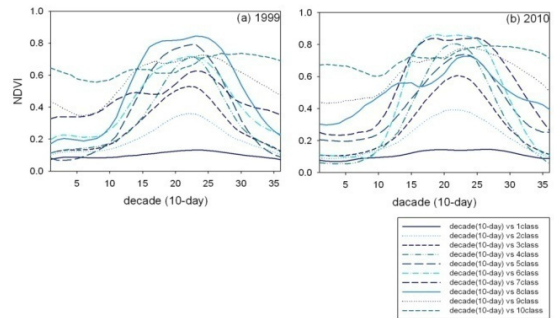 (a) 1999
(b) 2010
NDVI
1.0
0.8
0.6
0.4
0.2
0.0
5 10 15 20 25 30 35
decade (10-day)
1.0
0.8
0.6
0.4
0.2
0.0
5 10 15 20 25 30 35
dacade (10-day)
decade(10-day) vs 1class
decade(10-day) vs 2class
decade(10-day) vs 3class
decade(10-day) vs 4class
decade(10-day) vs 5class
decade(10-day) vs 6class
decade(10-day) vs 7class
decade(10-day) vs 8class
decade(10-day) vs 9class
decade(10-day) vs 10class